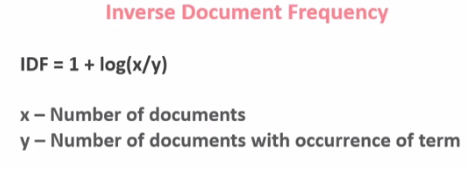 Inverse Document Frequency
IDF = 1 + log(x/y)
x – Number of documents
y – Number of documents with occurrence of term